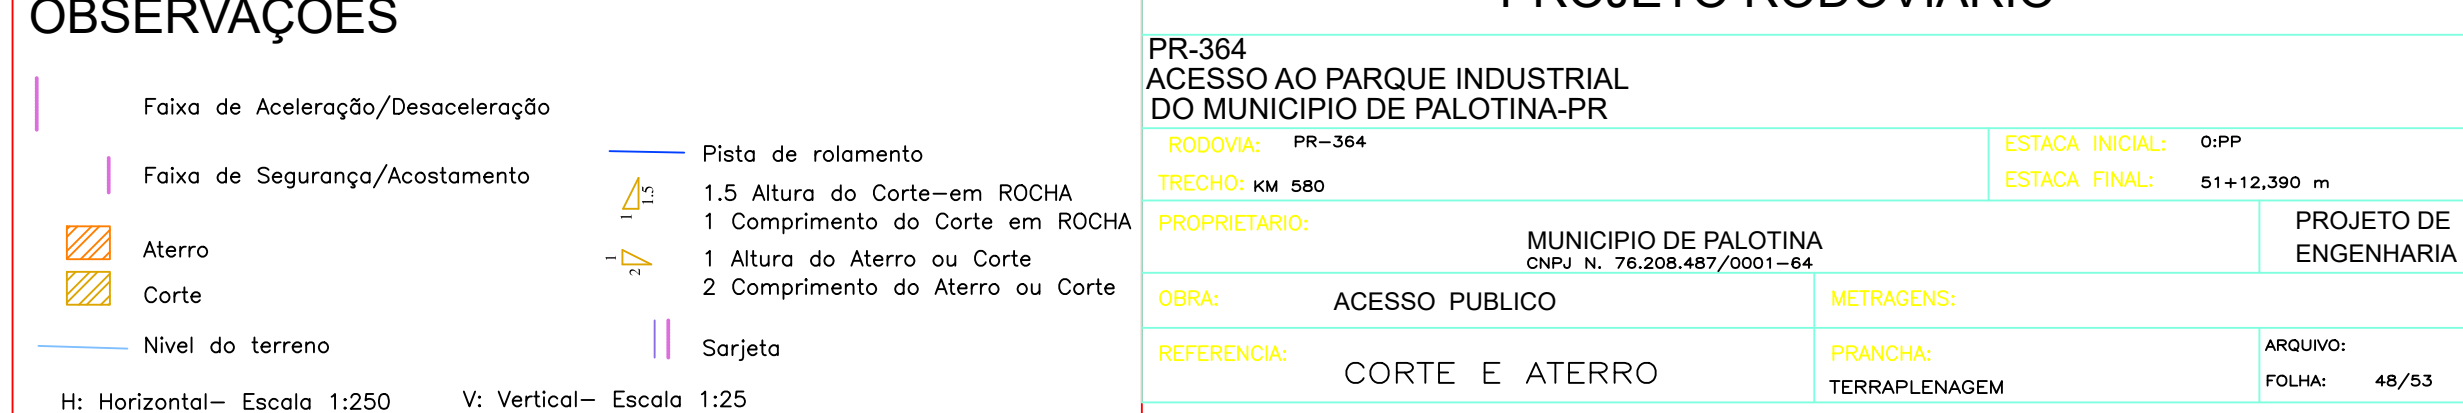 OBSERVAÇÕES
Faixa de Aceleração/Desaceleração
Faixa de Segurança/Acostamento
Aterro
Corte
Nivel do terreno
H: Horizontal– Escala 1:250
V: Vertical– Escala 1:25
Pista de rolamento
1.5
1
1.5 Altura do Corte–em ROCHA
1 Comprimento do Corte em ROCHA
1
2
1 Altura do Aterro ou Corte
2 Comprimento do Aterro ou Corte
Sarjeta
PROJETO RODOVIARIO
PR-364
ACESSO AO PARQUE INDUSTRIAL
DO MUNICIPIO DE PALOTINA-PR
RODOVIA: PR–364
TRECHO: KM 580
ESTACA INICIAL: 0:PP
ESTACA FINAL: 51+12,390 m
PROPRIETARIO:
MUNICIPIO DE PALOTINA
CNPJ N. 76.208.487/0001–64
PROJETO DE
ENGENHARIA
OBRA: ACESSO PUBLICO
METRAGENS:
REFERENCIA: CORTE E ATERRO
PRANCHA:
TERRAPLENAGEM
ARQUIVO:
FOLHA: 48/53